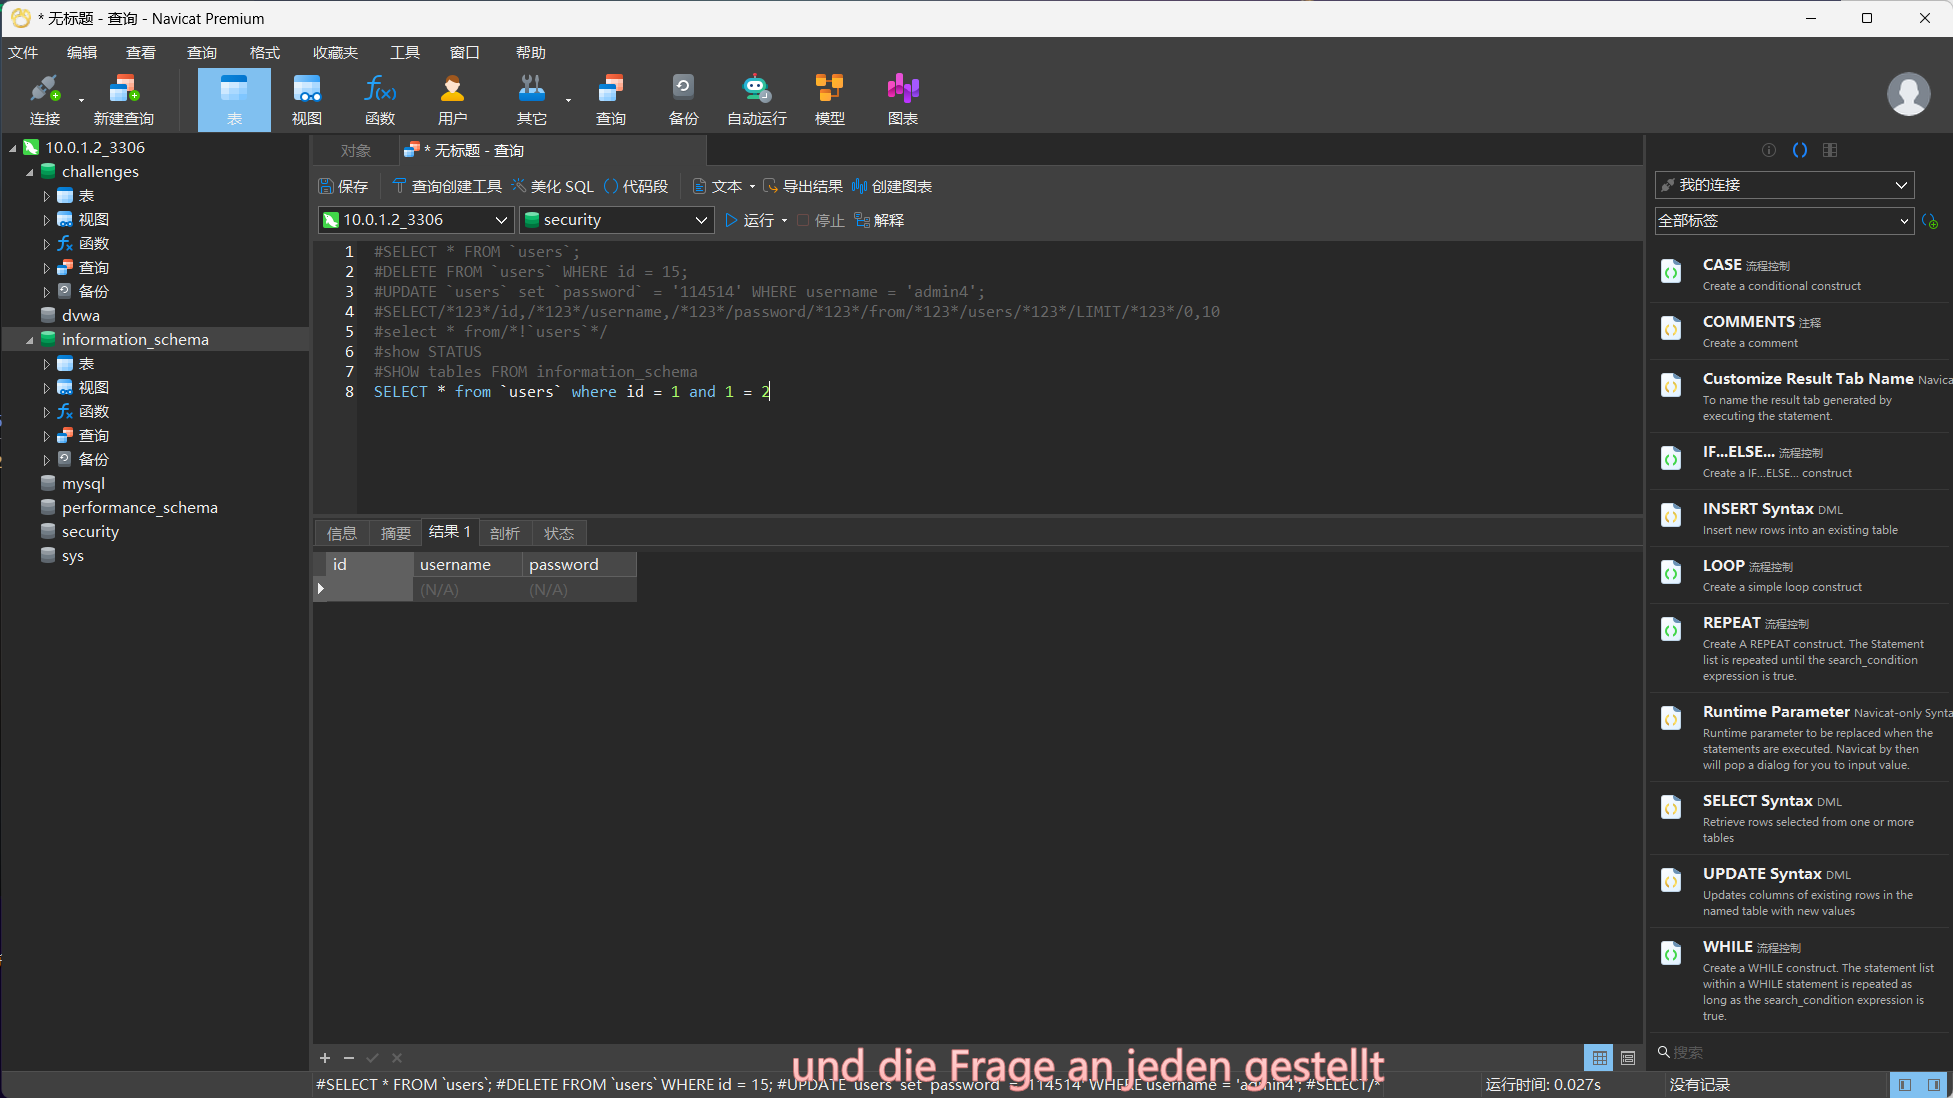 * 无标题 - 查询 - Navicat Premium
文件 编辑 查看 查询 格式 收藏夹 工具 窗口 帮助
连接 新建查询 表 视图 函数 用户 其它 查询 备份 自动运行 模型 图表
10.0.1.2_3306
challenges
表
视图
函数
查询
备份
dvwa
information_schema
表
视图
函数
查询
备份
mysql
performance_schema
security
sys
对象 * 无标题 - 查询
保存 查询创建工具 美化 SQL 代码段 文本 导出结果 创建图表
10.0.1.2_3306 security 运行 停止 解释
1 #SELECT * FROM `users`;
2 #DELETE FROM `users` WHERE id = 15;
3 #UPDATE `users` set `password` = '114514' WHERE username = 'admin4';
4 #SELECT/*123*/id,/*123*/username,/*123*/password/*123*/from/*123*/users/*123*/LIMIT/*123*/0,10
5 #select * from/*!`users`*/
6 #show STATUS
7 #SHOW tables FROM information_schema
8 SELECT * from `users` where id = 1 and 1 = 2
信息 摘要 结果 1 剖析 状态
id username password
(N/A) (N/A)
我的连接
全部标签
CASE 流程控制
Create a conditional construct
COMMENTS 注释
Create a comment
Customize Result Tab Name Navica
To name the result tab generated by
executing the statement.
IF...ELSE... 流程控制
Create a IF...ELSE... construct
INSERT Syntax DML
Insert new rows into an existing table
LOOP 流程控制
Create a simple loop construct
REPEAT 流程控制
Create A REPEAT construct. The Statement
list is repeated until the search_condition
expression is true.
Runtime Parameter Navicat-only Synta
Runtime parameter to be replaced when the
statements are executed. Navicat by then
will pop a dialog for you to input value.
SELECT Syntax DML
Retrieve rows selected from one or more
tables
UPDATE Syntax DML
Updates columns of existing rows in the
named table with new values
WHILE 流程控制
Create a WHILE construct. The statement list
within a WHILE statement is repeated as
long as the search_condition expression is
true.
搜索
und die Frage an jeden gestellt
#SELECT * FROM `users`; #DELETE FROM `users` WHERE id = 15; #UPDATE `users` set `password` = '114514' WHERE username = 'admin4'; #SELECT/* 运行时间: 0.027s 没有记录